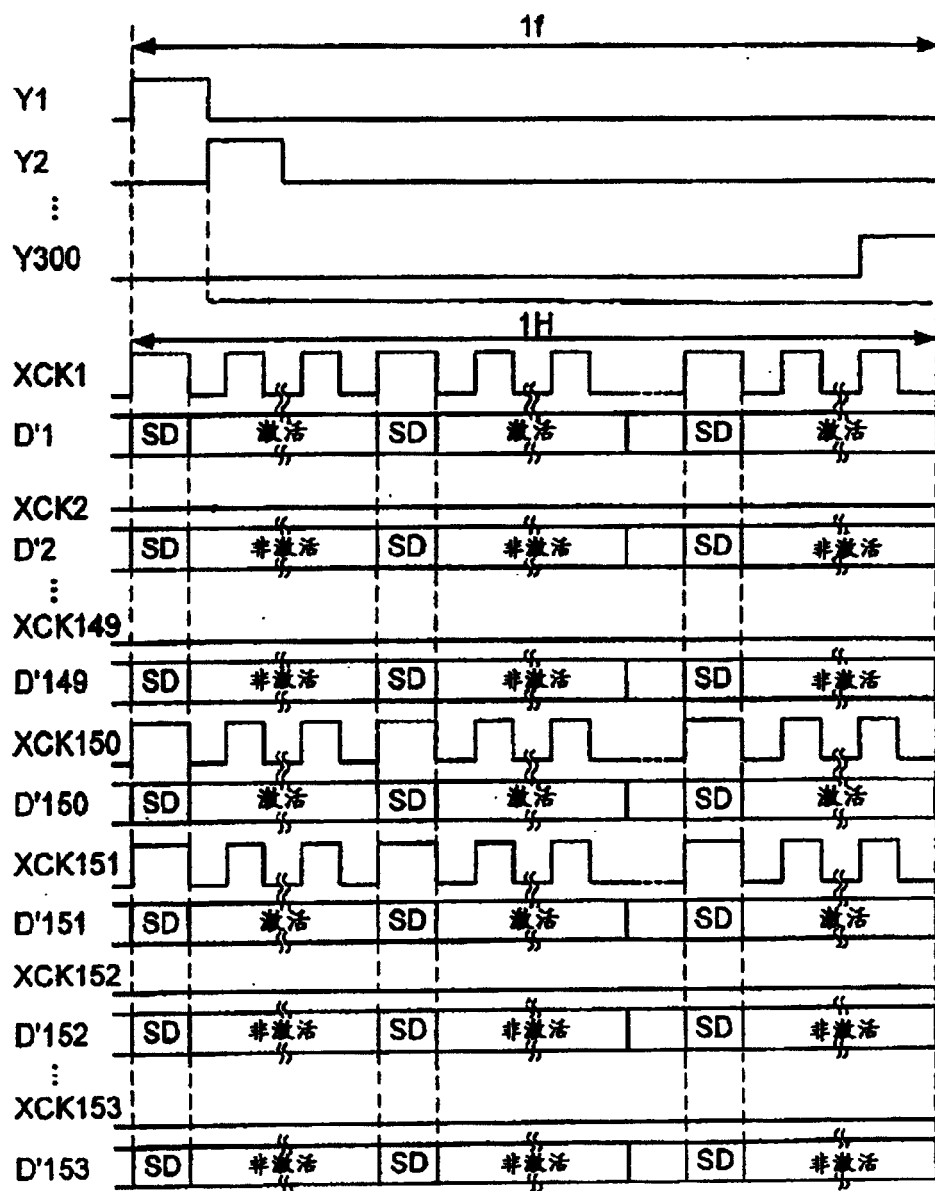 1f
Y1
Y2
⋮
Y300
1H
XCK1
D'1 SD 激活 SD 激活 SD 激活
XCK2
D'2 SD 非激活 SD 非激活 SD 非激活
⋮
XCK149
D'149 SD 非激活 SD 非激活 SD 非激活
XCK150
D'150 SD 激活 SD 激活 SD 激活
XCK151
D'151 SD 激活 SD 激活 SD 激活
XCK152
D'152 SD 非激活 SD 非激活 SD 非激活
⋮
XCK153
D'153 SD 非激活 SD 非激活 SD 非激活